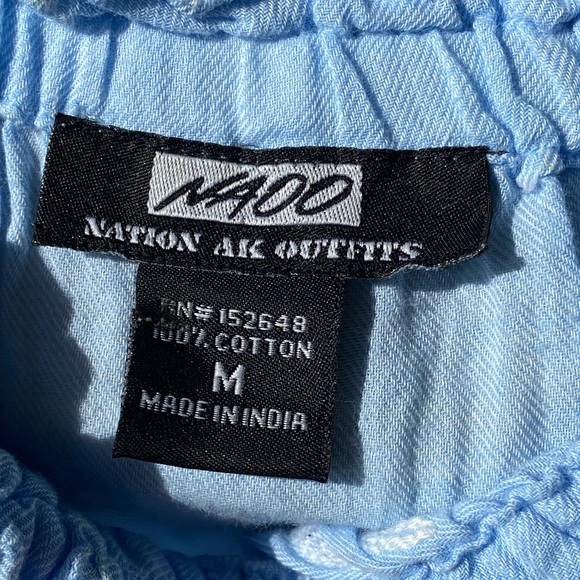 NAOO
NATION AK OUTFITS
RN# 152648
100% COTTON
M
MADE IN INDIA